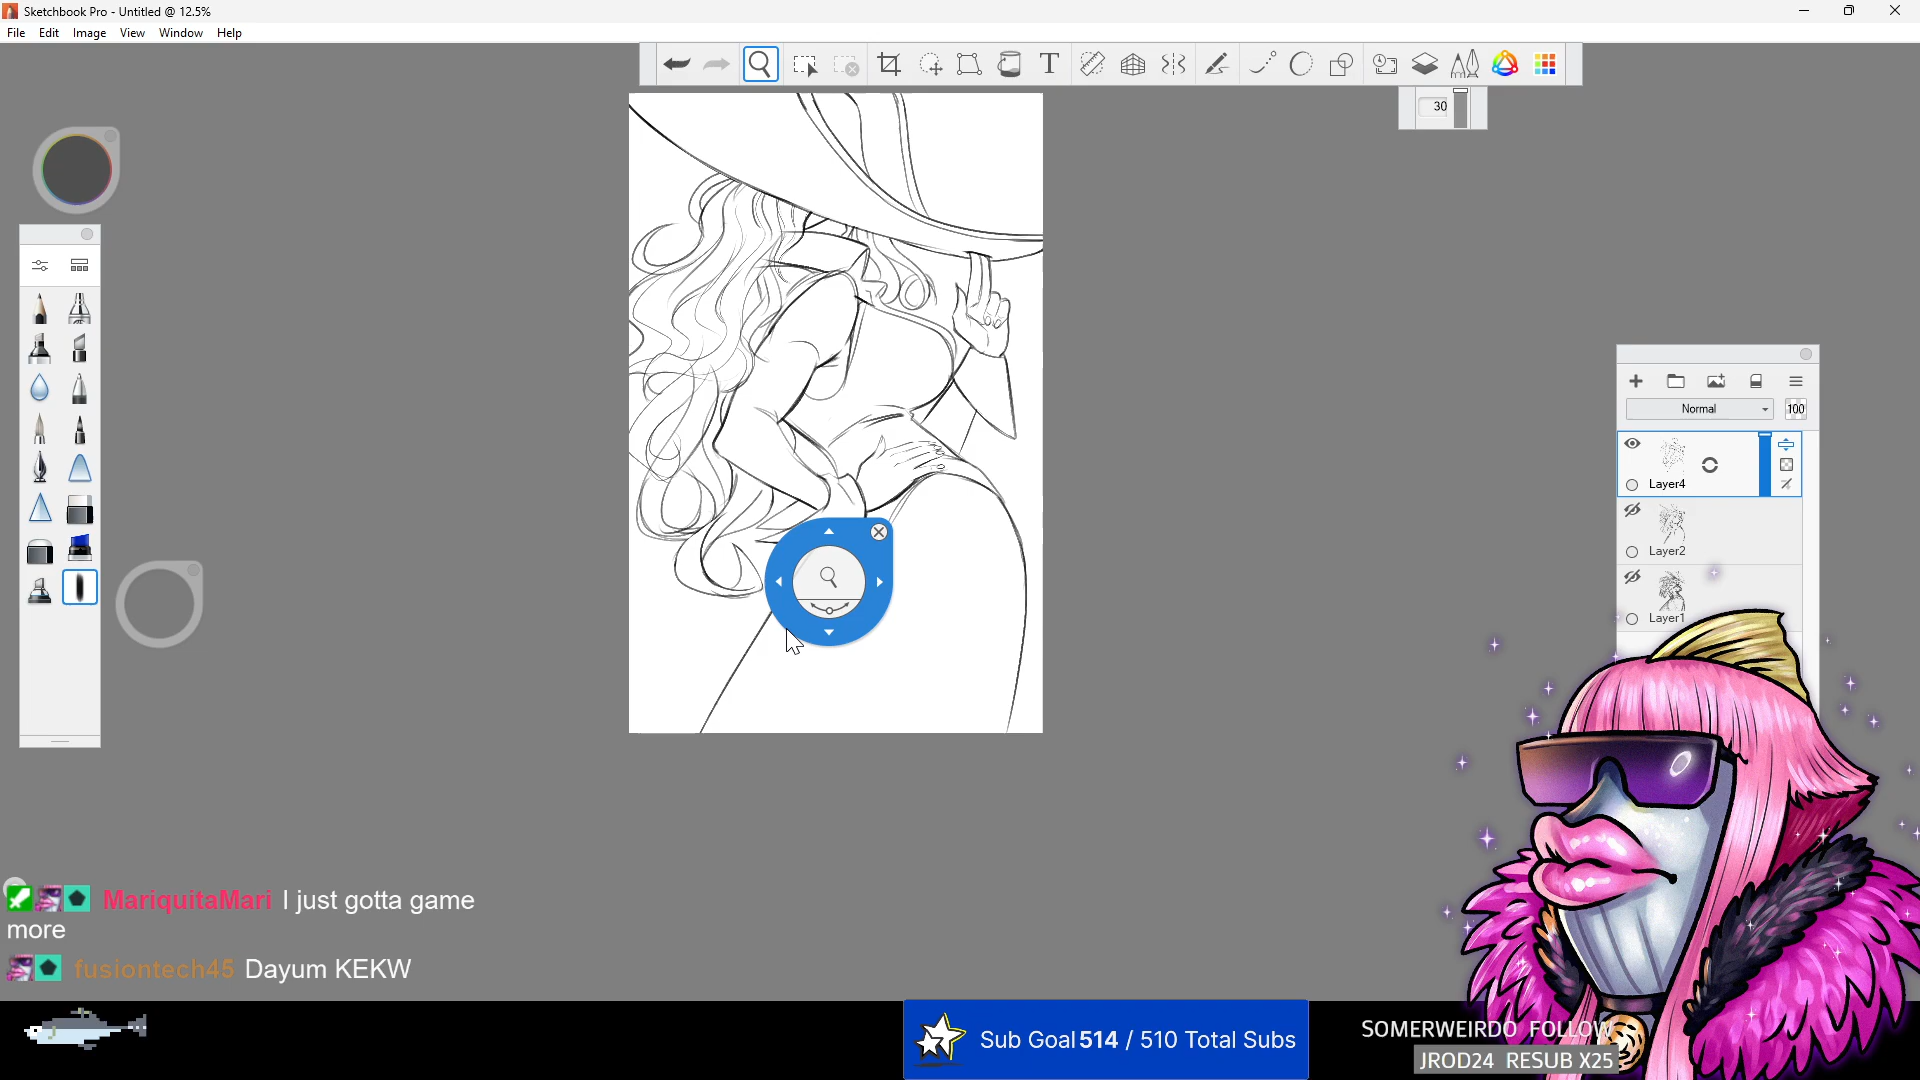 Sketchbook Pro - Untitled @ 12.5%
File Edit Image View Window Help
T
30
Normal 100
Layer4
Layer2
Layer1
MariquitaMari I just gotta game
more
fusiontech45 Dayum KEKW
Sub Goal 514 / 510 Total Subs
SOMERWEIRDO FOLLOW
JROD24 RESUB X25